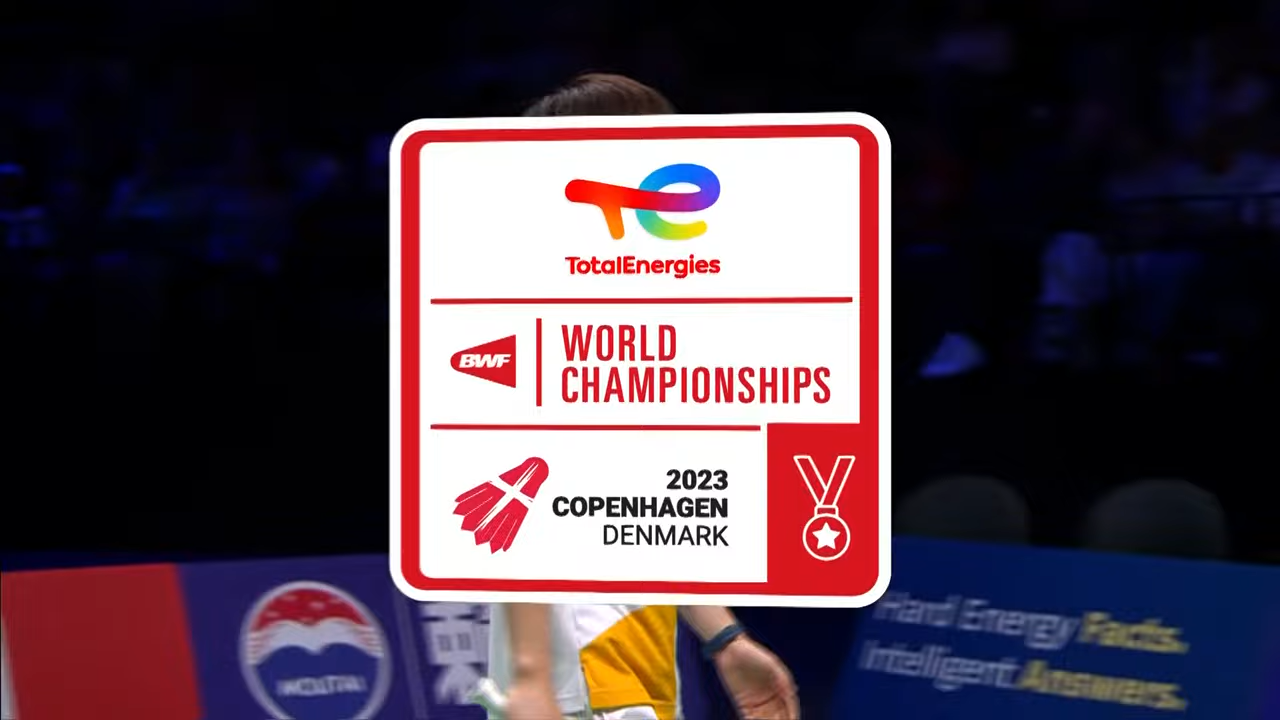 TotalEnergies
BWF
WORLD
CHAMPIONSHIPS
2023
COPENHAGEN
DENMARK
Hard Energy Facts.
Intelligent Answers.